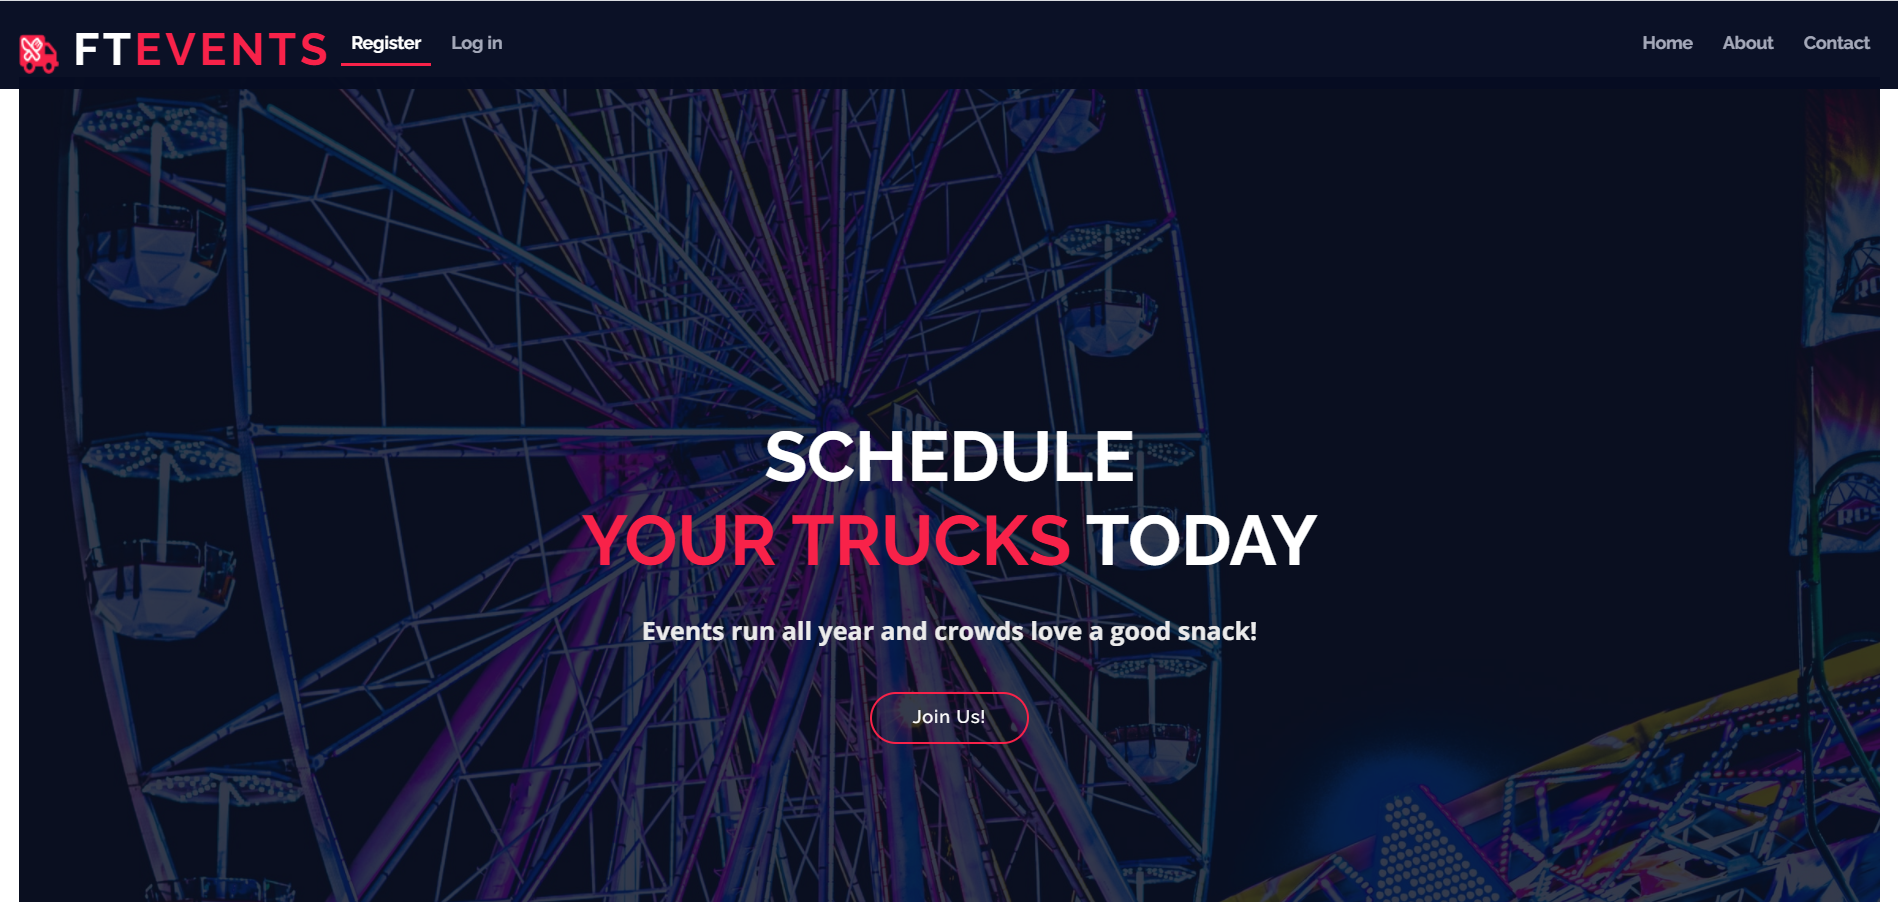 FTEVENTS Register Log in Home About Contact
SCHEDULE
YOUR TRUCKS TODAY
Events run all year and crowds love a good snack!
Join Us!